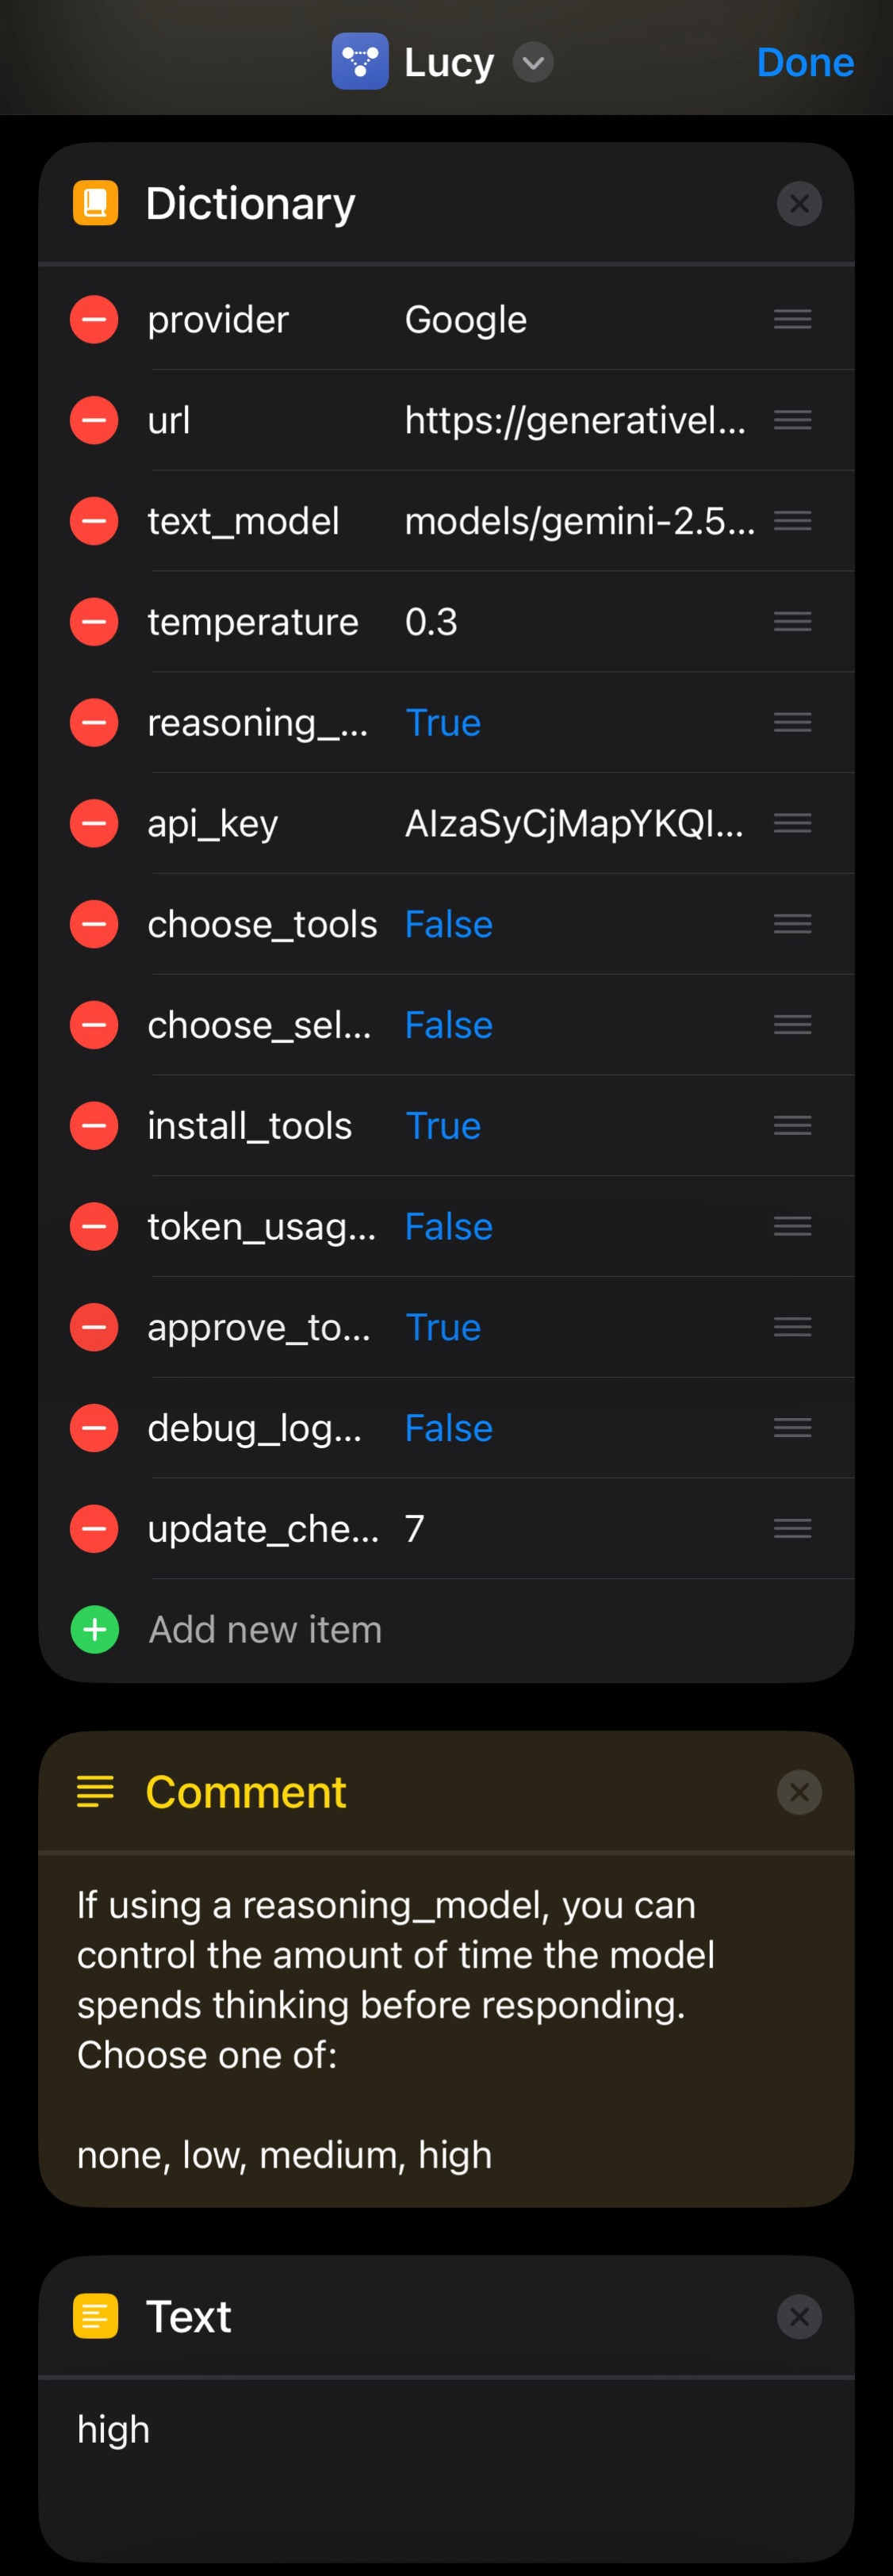 Lucy
Done
Dictionary
provider Google
url https://generativel...
text_model models/gemini-2.5...
temperature 0.3
reasoning_... True
api_key AIzaSyCjMapYKQI...
choose_tools False
choose_sel... False
install_tools True
token_usag... False
approve_to... True
debug_log... False
update_che... 7
Add new item
Comment
If using a reasoning_model, you can
control the amount of time the model
spends thinking before responding.
Choose one of:
none, low, medium, high
Text
high